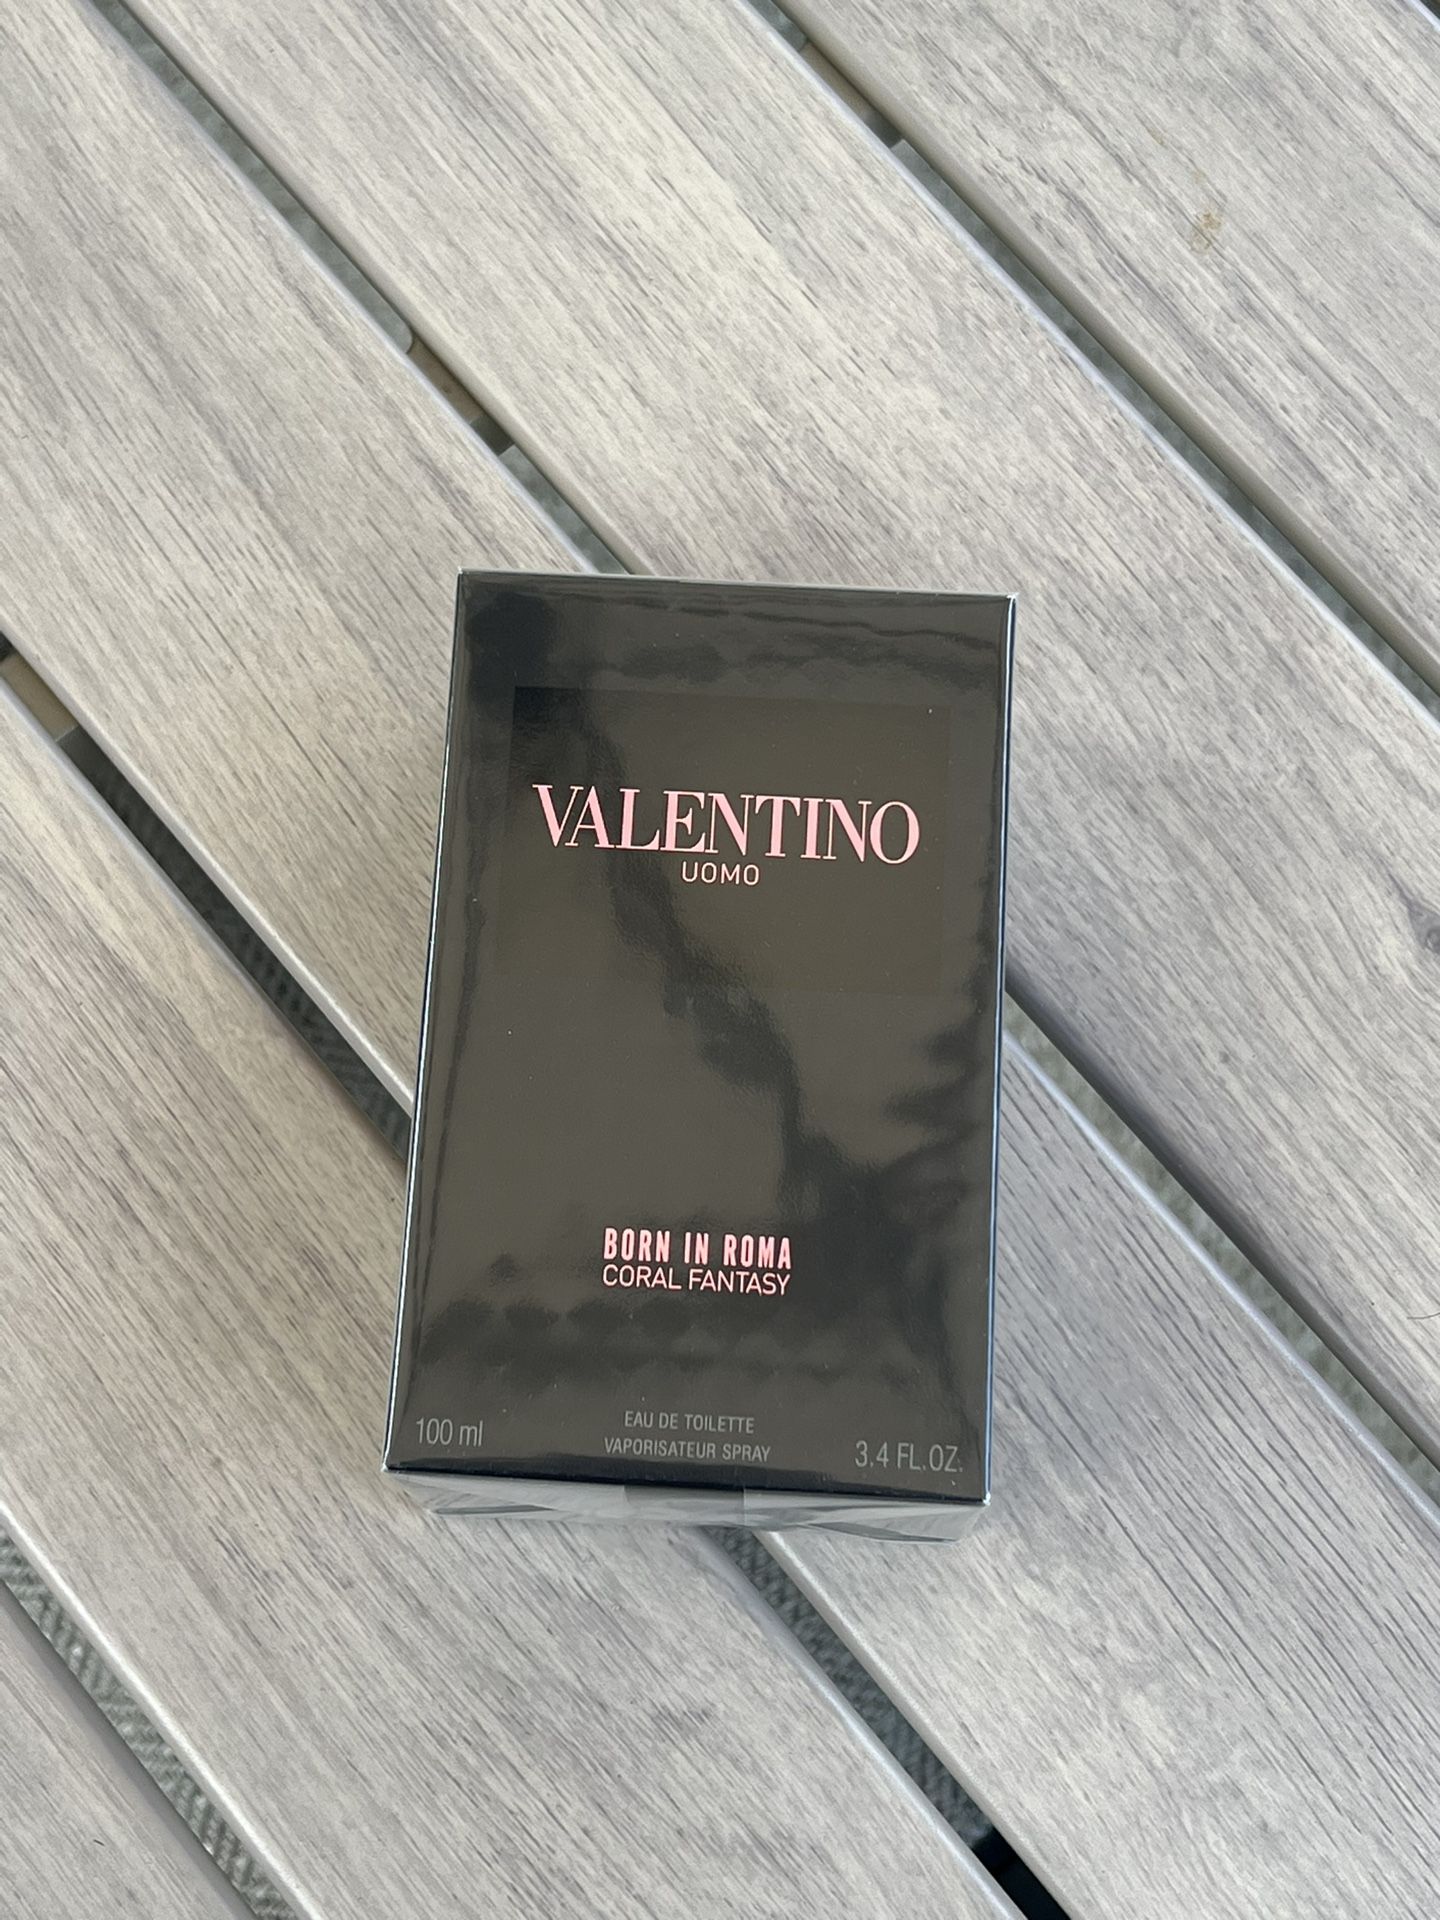 VALENTINO
UOMO
BORN IN ROMA
CORAL FANTASY
100 ml
EAU DE TOILETTE
VAPORISATEUR SPRAY
3.4 FL.OZ.